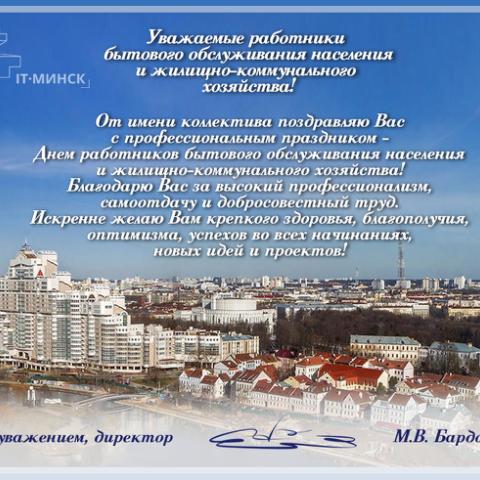 IT-МИНСК
Уважаемые работники
бытового обслуживания населения
и жилищно-коммунального
хозяйства!
От имени коллектива поздравляю Вас
с профессиональным праздником -
Днем работников бытового обслуживания населения
и жилищно-коммунального хозяйства!
Благодарю Вас за высокий профессионализм,
самоотдачу и добросовестный труд.
Искренне желаю Вам крепкого здоровья, благополучия,
оптимизма, успехов во всех начинаниях,
новых идей и проектов!
уважением, директор М.В. Бардо